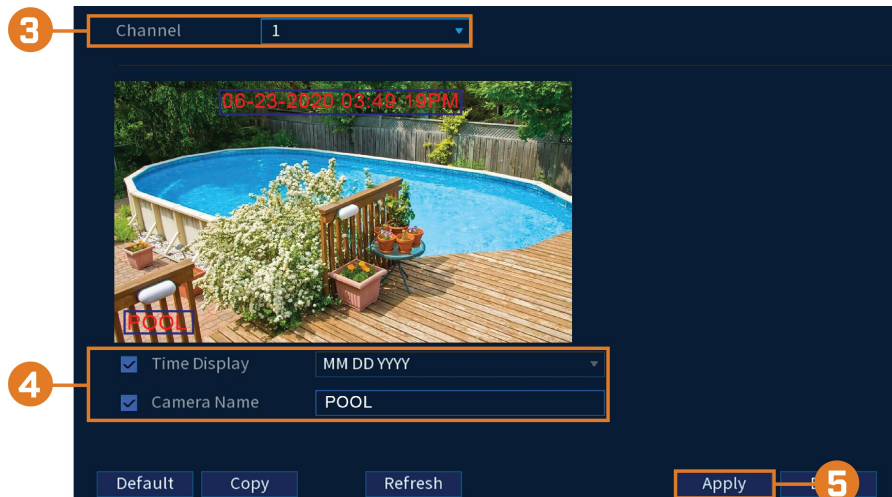 3
Channel 1
06-23-2020 03:49:19PM
POOL
4
Time Display MM DD YYYY
Camera Name POOL
Default Copy Refresh Apply
5